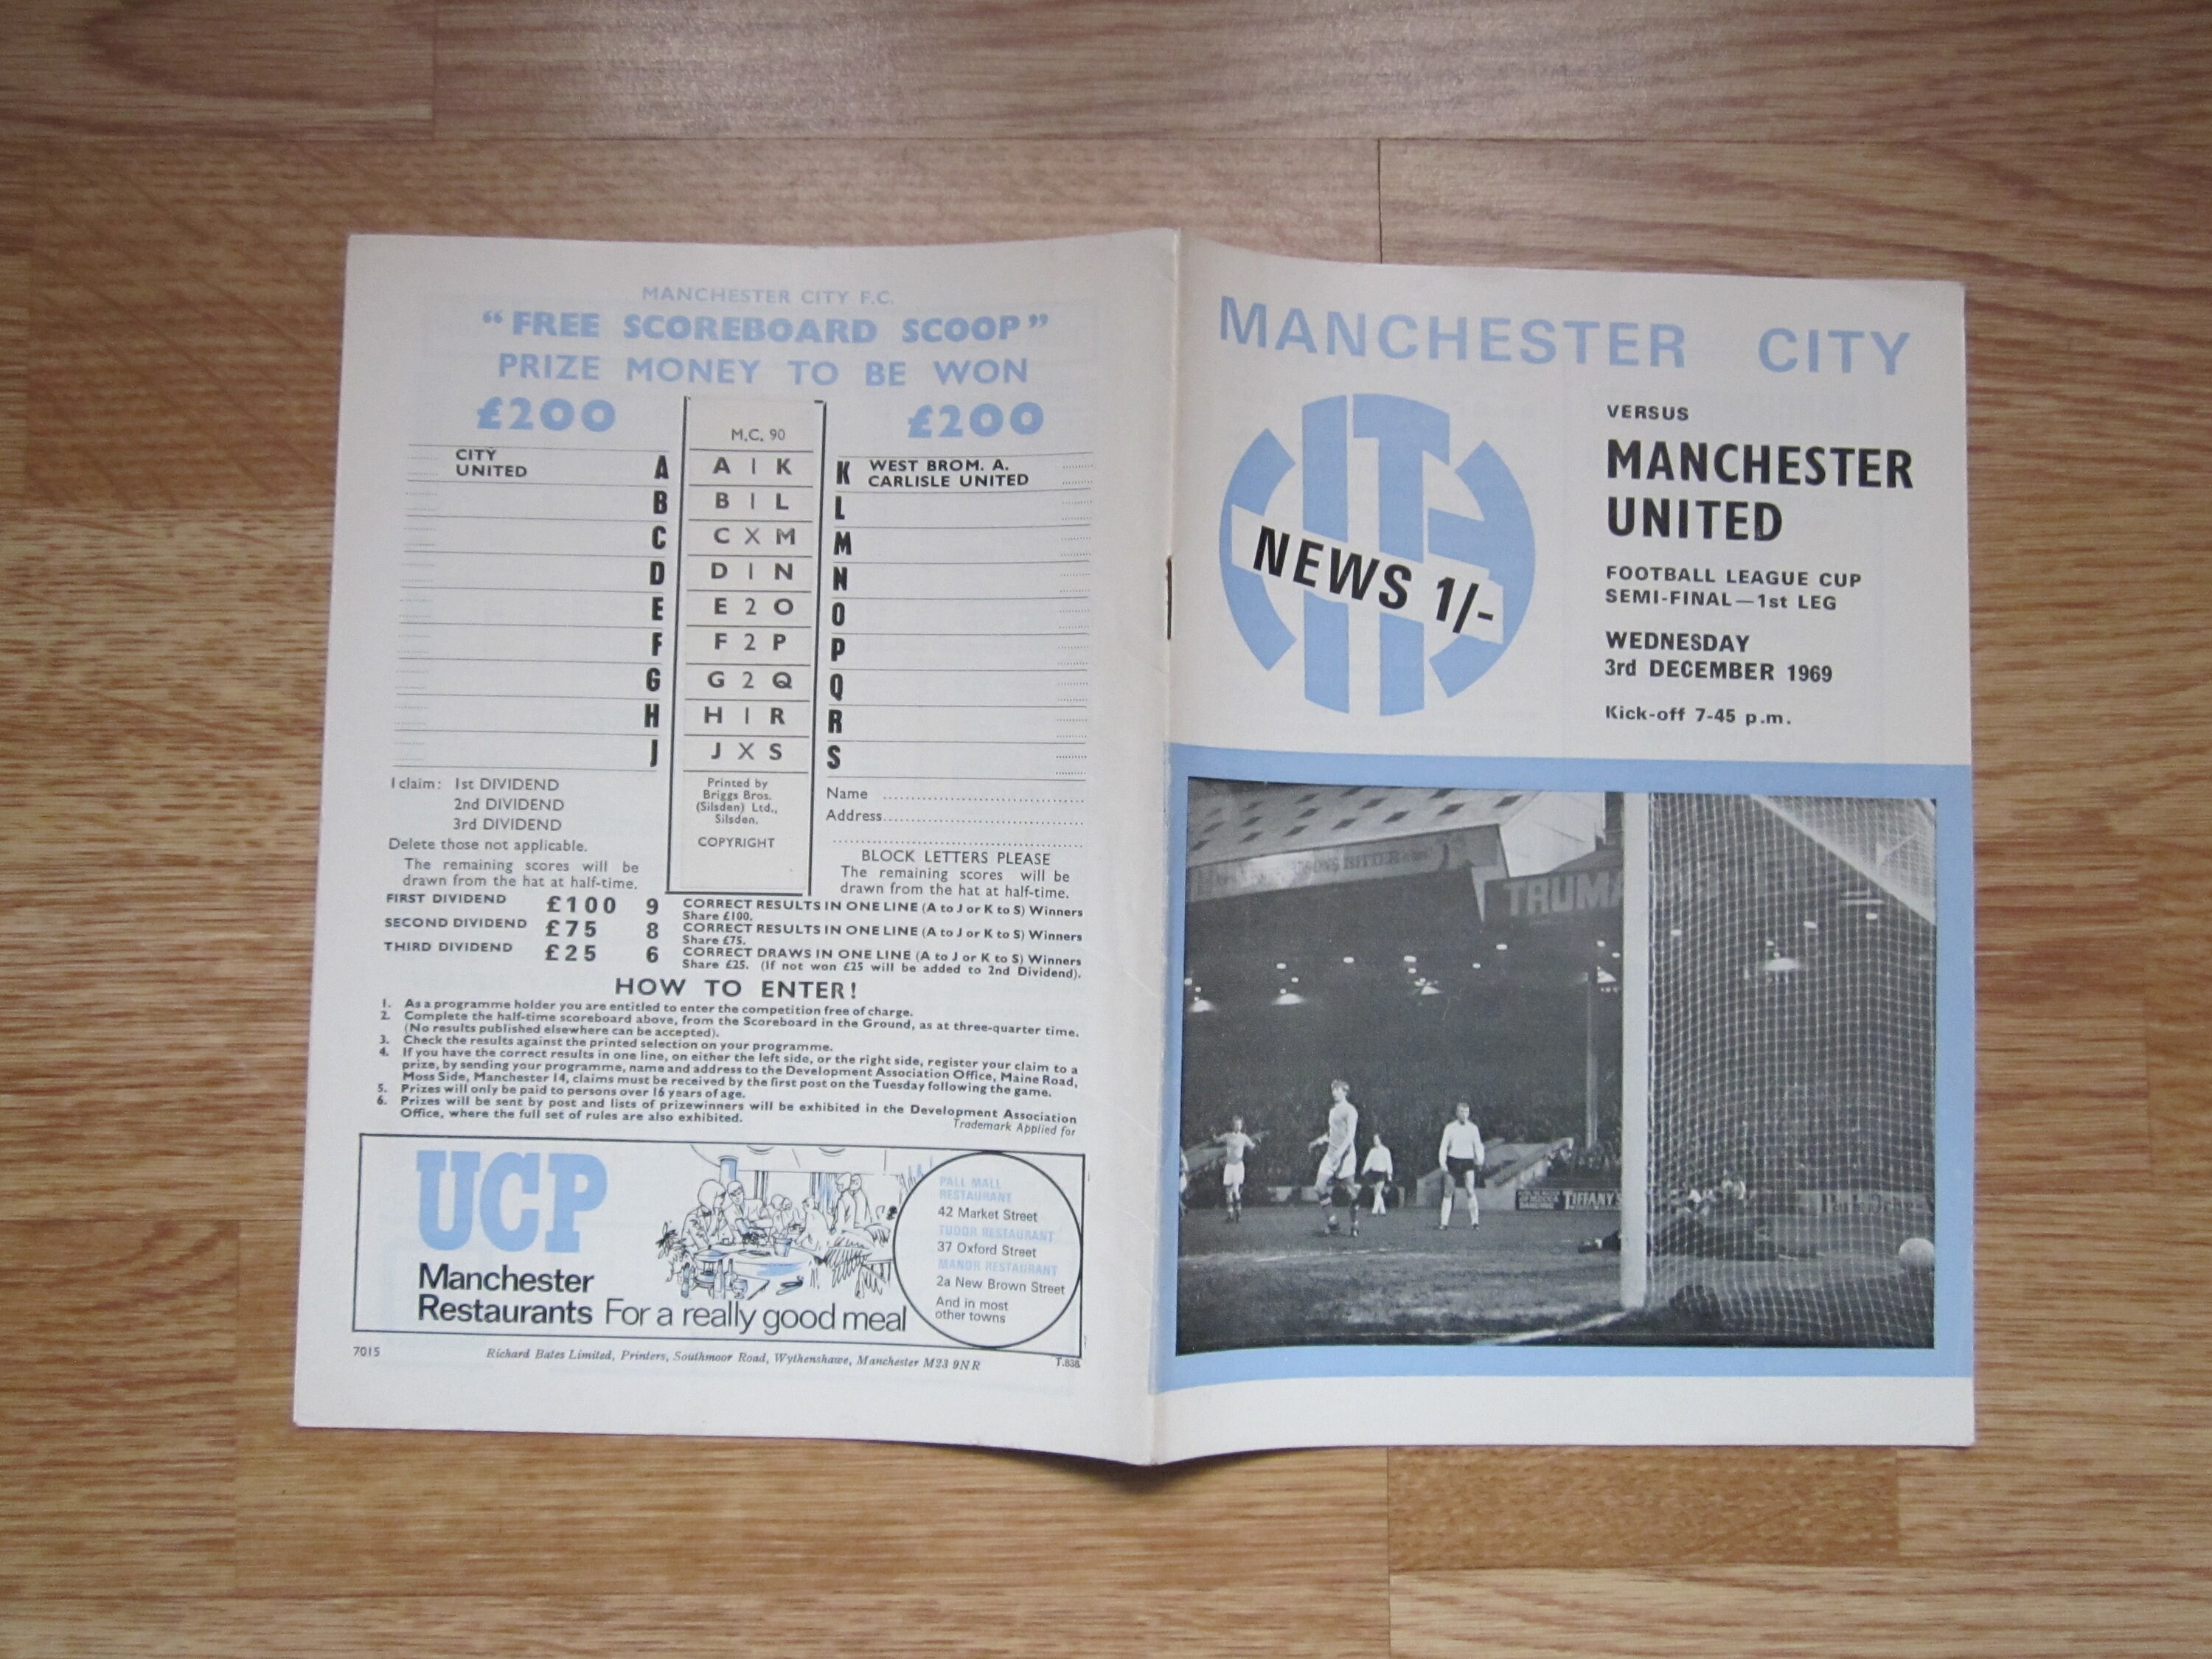 MANCHESTER CITY F.C.
“FREE SCOREBOARD SCOOP”
PRIZE MONEY TO BE WON
£200 £200
M.C. 90
CITY
UNITED
A
B
C
D
E
F
G
H
J
A 1 K
B 1 L
C X M
D 1 N
E 2 O
F 2 P
G 2 Q
H 1 R
J X S
Printed by
Briggs Bros.
(Silsden) Ltd.,
Silsden.
COPYRIGHT
K WEST BROM. A.
CARLISLE UNITED
L
M
N
O
P
Q
R
S
I claim: 1st DIVIDEND
2nd DIVIDEND
3rd DIVIDEND
Delete those not applicable.
The remaining scores will be
drawn from the hat at half-time.
Name
Address
BLOCK LETTERS PLEASE
The remaining scores will be
drawn from the hat at half-time.
FIRST DIVIDEND £100 9 CORRECT RESULTS IN ONE LINE (A to J or K to S) Winners
Share £100.
SECOND DIVIDEND £75 8 CORRECT RESULTS IN ONE LINE (A to J or K to S) Winners
Share £75.
THIRD DIVIDEND £25 6 CORRECT DRAWS IN ONE LINE (A to J or K to S) Winners
Share £25. (If not won £25 will be added to 2nd Dividend).
HOW TO ENTER!
1. As a programme holder you are entitled to enter the competition free of charge.
2. Complete the half-time scoreboard above, from the Scoreboard in the Ground, as at three-quarter time.
(No results published elsewhere can be accepted).
3. Check the results against the printed selection on your programme.
4. If you have the correct results in one line, on either the left side, or the right side, register your claim to a
prize, by sending your programme, name and address to the Development Association Office, Maine Road,
Moss Side, Manchester 14, claims must be received by the first post on the Tuesday following the game.
5. Prizes will only be paid to persons over 16 years of age.
6. Prizes will be sent by post and lists of prizewinners will be exhibited in the Development Association
Office, where the full set of rules are also exhibited.
Trademark Applied for
UCP
Manchester
Restaurants For a really good meal
PALL MALL
RESTAURANT
42 Market Street
TUDOR RESTAURANT
37 Oxford Street
MANOR RESTAURANT
2a New Brown Street
And in most
other towns
7015
Richard Bates Limited, Printers, Southmoor Road, Wythenshawe, Manchester M23 9NR
T.838
MANCHESTER CITY
CITY
NEWS 1/-
VERSUS
MANCHESTER
UNITED
FOOTBALL LEAGUE CUP
SEMI-FINAL—1st LEG
WEDNESDAY
3rd DECEMBER 1969
Kick-off 7-45 p.m.
TRUMA
TIFFANY'S